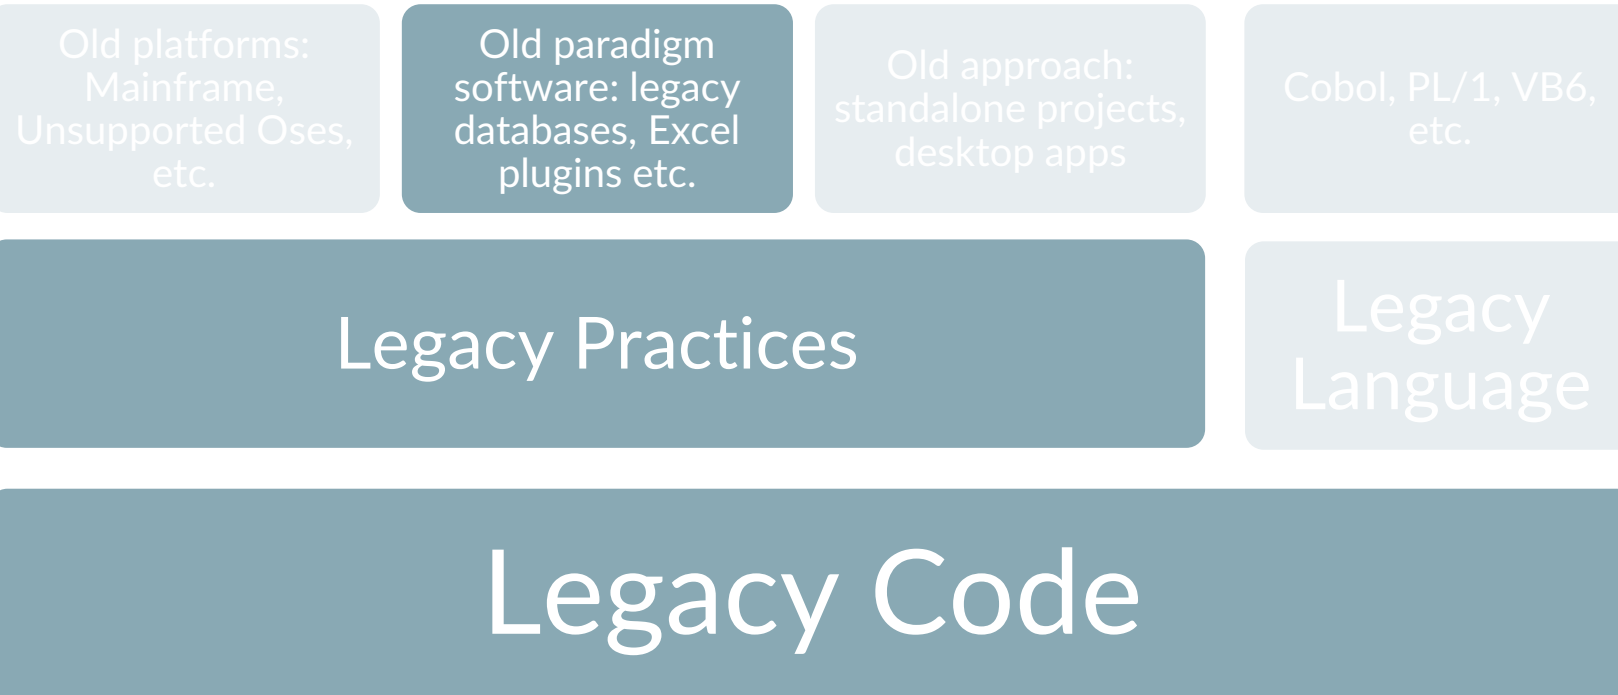 Old platforms:
Mainframe,
Unsupported Oses,
etc.
Old paradigm
software: legacy
databases, Excel
plugins etc.
Old approach:
standalone projects,
desktop apps
Cobol, PL/1, VB6,
etc.
Legacy Practices
Legacy
Language
Legacy Code